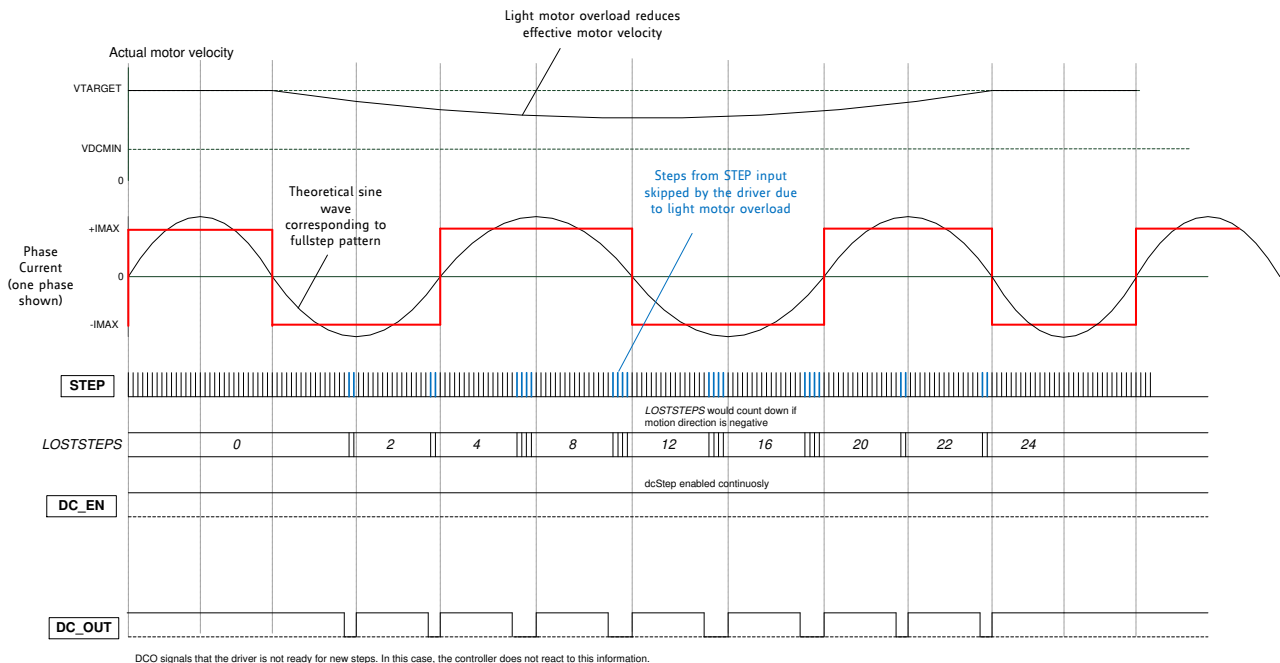 Light motor overload reduces
effective motor velocity
Actual motor velocity
VTARGET
VDCMIN
0
Steps from STEP input
skipped by the driver due
to light motor overload
Theoretical sine
wave
corresponding to
fullstep pattern
+IMAX
Phase
Current
(one phase
shown)
0
-IMAX
STEP
LOSTSTEPS would count down if
motion direction is negative
LOSTSTEPS 0 2 4 8 12 16 20 22 24
dcStep enabled continuosly
DC_EN
DC_OUT
DCO signals that the driver is not ready for new steps. In this case, the controller does not react to this information.